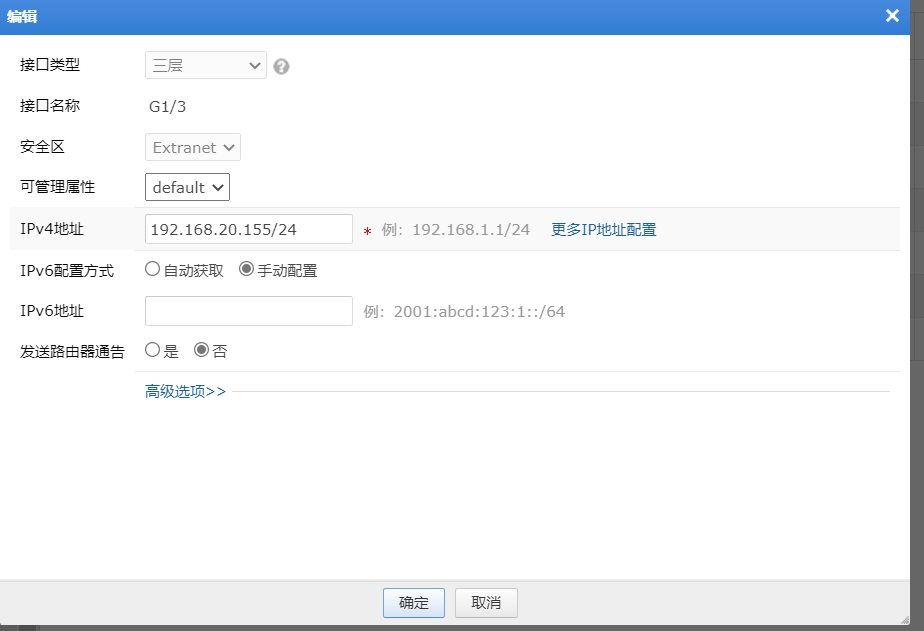 编辑
接口类型 三层
接口名称 G1/3
安全区 Extranet
可管理属性 default
IPv4地址 192.168.20.155/24 * 例: 192.168.1.1/24 更多IP地址配置
IPv6配置方式 自动获取 手动配置
IPv6地址 例: 2001:abcd:123:1::/64
发送路由器通告 是 否
高级选项>>
确定 取消